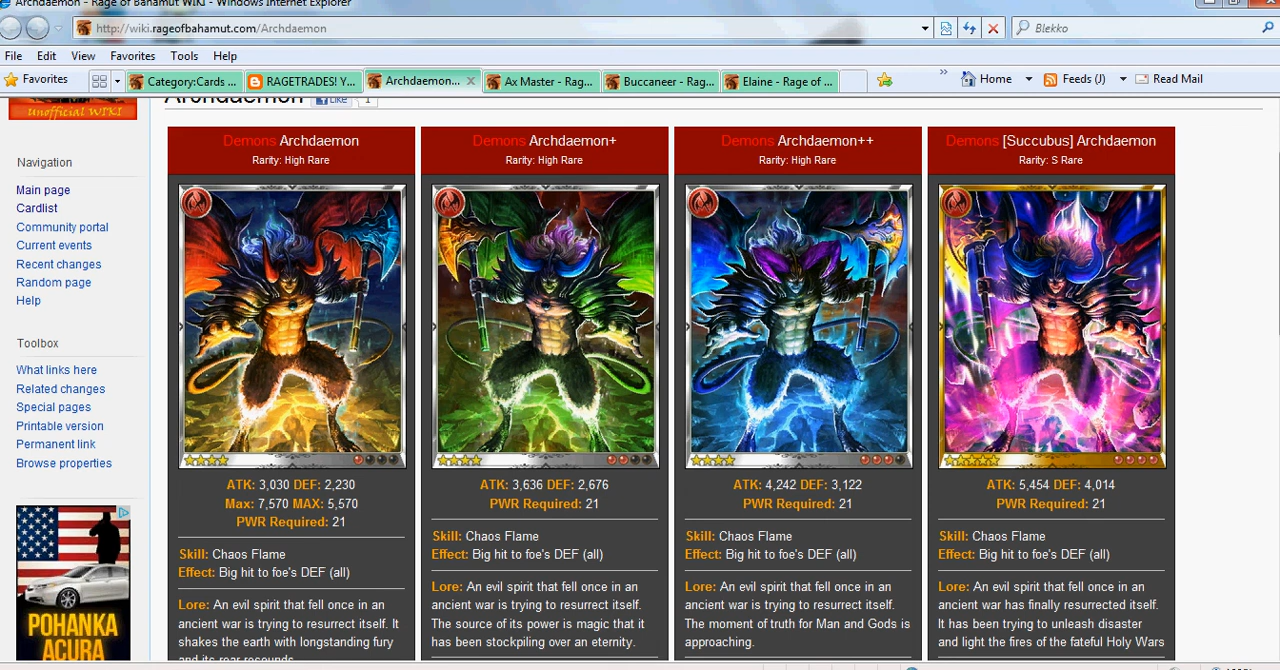 Archdaemon - Rage of Bahamut WIKI - Windows Internet Explorer
http://wiki.rageofbahamut.com/Archdaemon
Blekko
File Edit View Favorites Tools Help
Favorites
Category:Cards ...
RAGETRADES! Y...
Archdaemon...
Ax Master - Rag...
Buccaneer - Rag...
Elaine - Rage of ...
Home
Feeds (J)
Read Mail
unofficial WIKI
Archdaemon
Like
1
Navigation
Main page
Cardlist
Community portal
Current events
Recent changes
Random page
Help
Toolbox
What links here
Related changes
Special pages
Printable version
Permanent link
Browse properties
POHANKA
ACURA
Demons Archdaemon
Rarity: High Rare
ATK: 3,030 DEF: 2,230
Max: 7,570 MAX: 5,570
PWR Required: 21
Skill: Chaos Flame
Effect: Big hit to foe's DEF (all)
Lore: An evil spirit that fell once in an
ancient war is trying to resurrect itself. It
shakes the earth with longstanding fury
and its roar resounds
Demons Archdaemon+
Rarity: High Rare
ATK: 3,636 DEF: 2,676
PWR Required: 21
Skill: Chaos Flame
Effect: Big hit to foe's DEF (all)
Lore: An evil spirit that fell once in an
ancient war is trying to resurrect itself.
The source of its power is magic that it
has been stockpiling over an eternity.
Demons Archdaemon++
Rarity: High Rare
ATK: 4,242 DEF: 3,122
PWR Required: 21
Skill: Chaos Flame
Effect: Big hit to foe's DEF (all)
Lore: An evil spirit that fell once in an
ancient war is trying to resurrect itself.
The moment of truth for Man and Gods is
approaching.
Demons [Succubus] Archdaemon
Rarity: S Rare
ATK: 5,454 DEF: 4,014
PWR Required: 21
Skill: Chaos Flame
Effect: Big hit to foe's DEF (all)
Lore: An evil spirit that fell once in an
ancient war has finally resurrected itself.
It has been trying to unleash disaster
and light the fires of the fateful Holy Wars